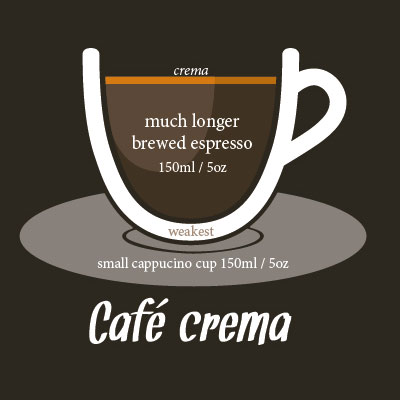 crema
much longer
brewed espresso
150ml / 5oz
weakest
small cappucino cup 150ml / 5oz
Café crema